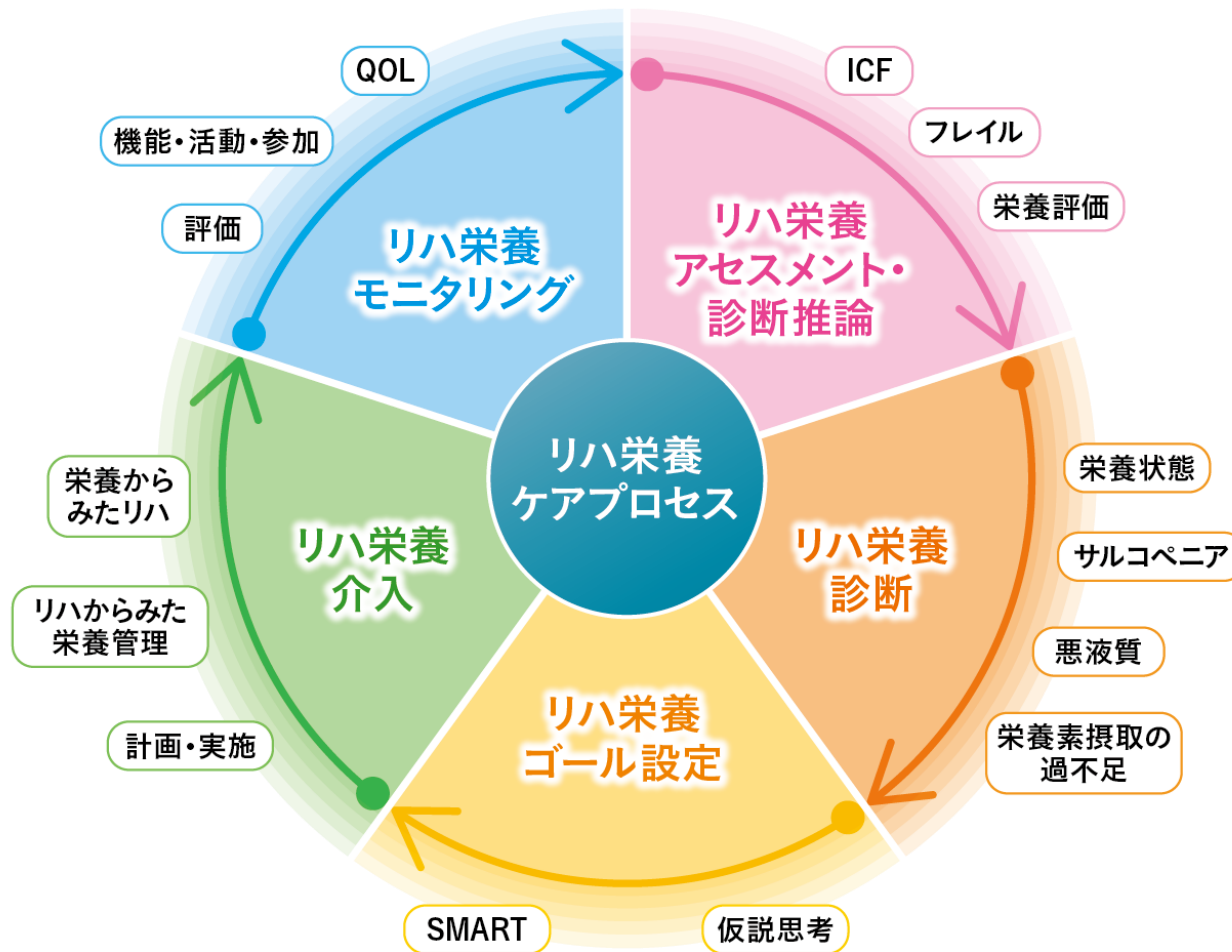 QOL
機能・活動・参加
評価
リハ栄養
モニタリング
ICF
フレイル
栄養評価
リハ栄養
アセスメント・
診断推論
リハ栄養
ケアプロセス
栄養状態
サルコペニア
悪液質
栄養素摂取の
過不足
リハ栄養
診断
リハ栄養
ゴール設定
仮説思考
SMART
リハ栄養
介入
計画・実施
リハからみた
栄養管理
栄養から
みたリハ